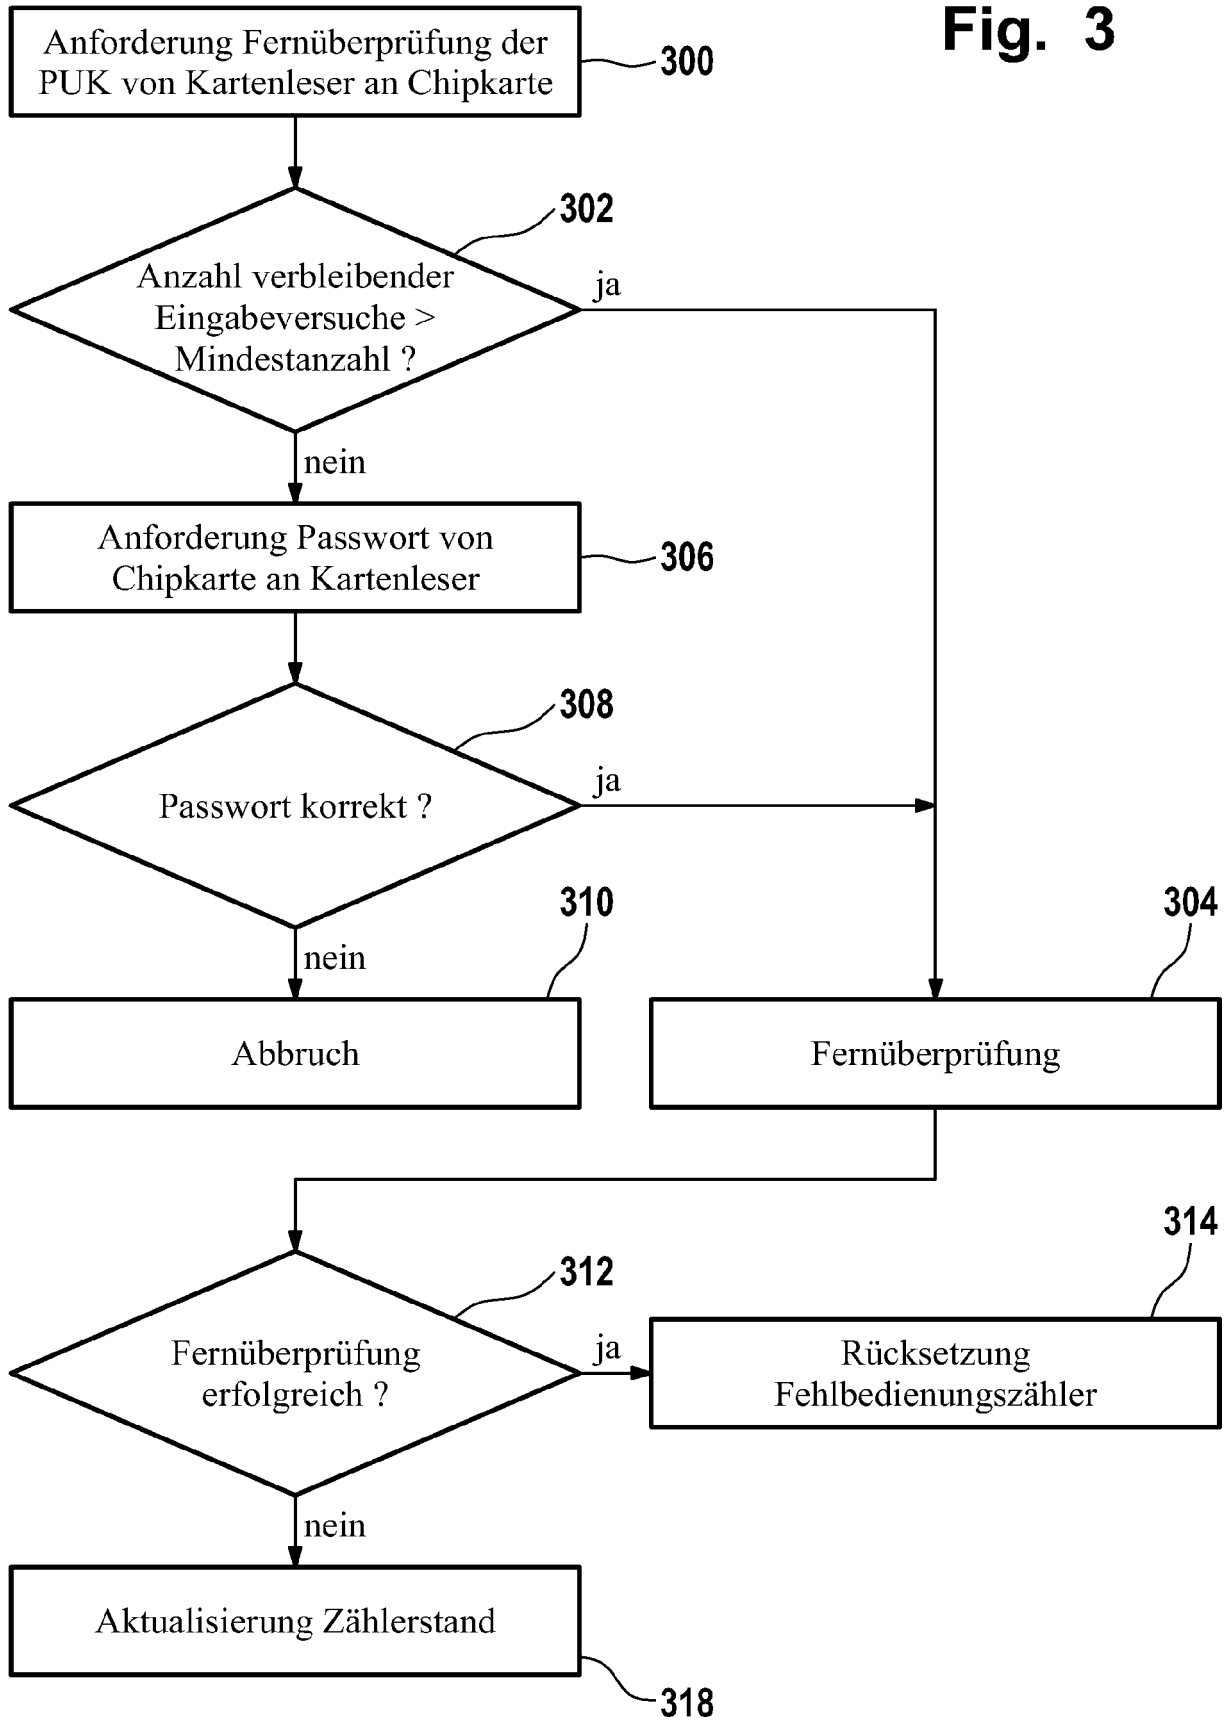 Fig. 3
Anforderung Fernüberprüfung der
PUK von Kartenleser an Chipkarte
300
302
Anzahl verbleibender
Eingabeversuche >
Mindestanzahl ?
ja
nein
Anforderung Passwort von
Chipkarte an Kartenleser
306
308
Passwort korrekt ?
ja
nein
310
304
Abbruch
Fernüberprüfung
312
314
Fernüberprüfung
erfolgreich ?
ja
Rücksetzung
Fehlbedienungszähler
nein
Aktualisierung Zählerstand
318